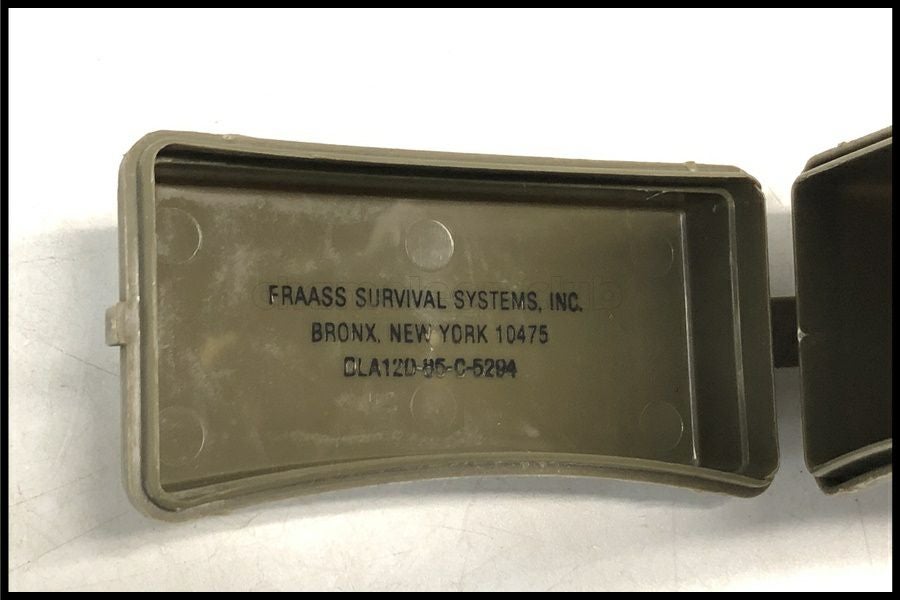 FRAASS SURVIVAL SYSTEMS, INC.
BRONX, NEW YORK 10475
DLA120-85-C-5294